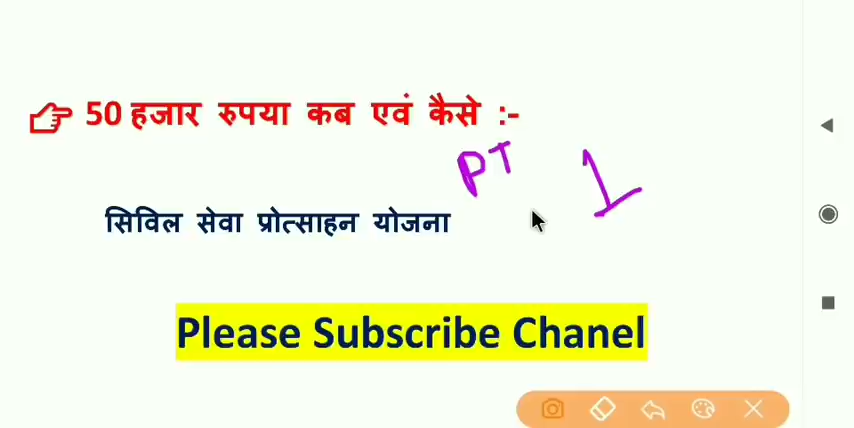 50 हजार रुपया कब एवं कैसे :-
PT 1
सिविल सेवा प्रोत्साहन योजना
Please Subscribe Chanel